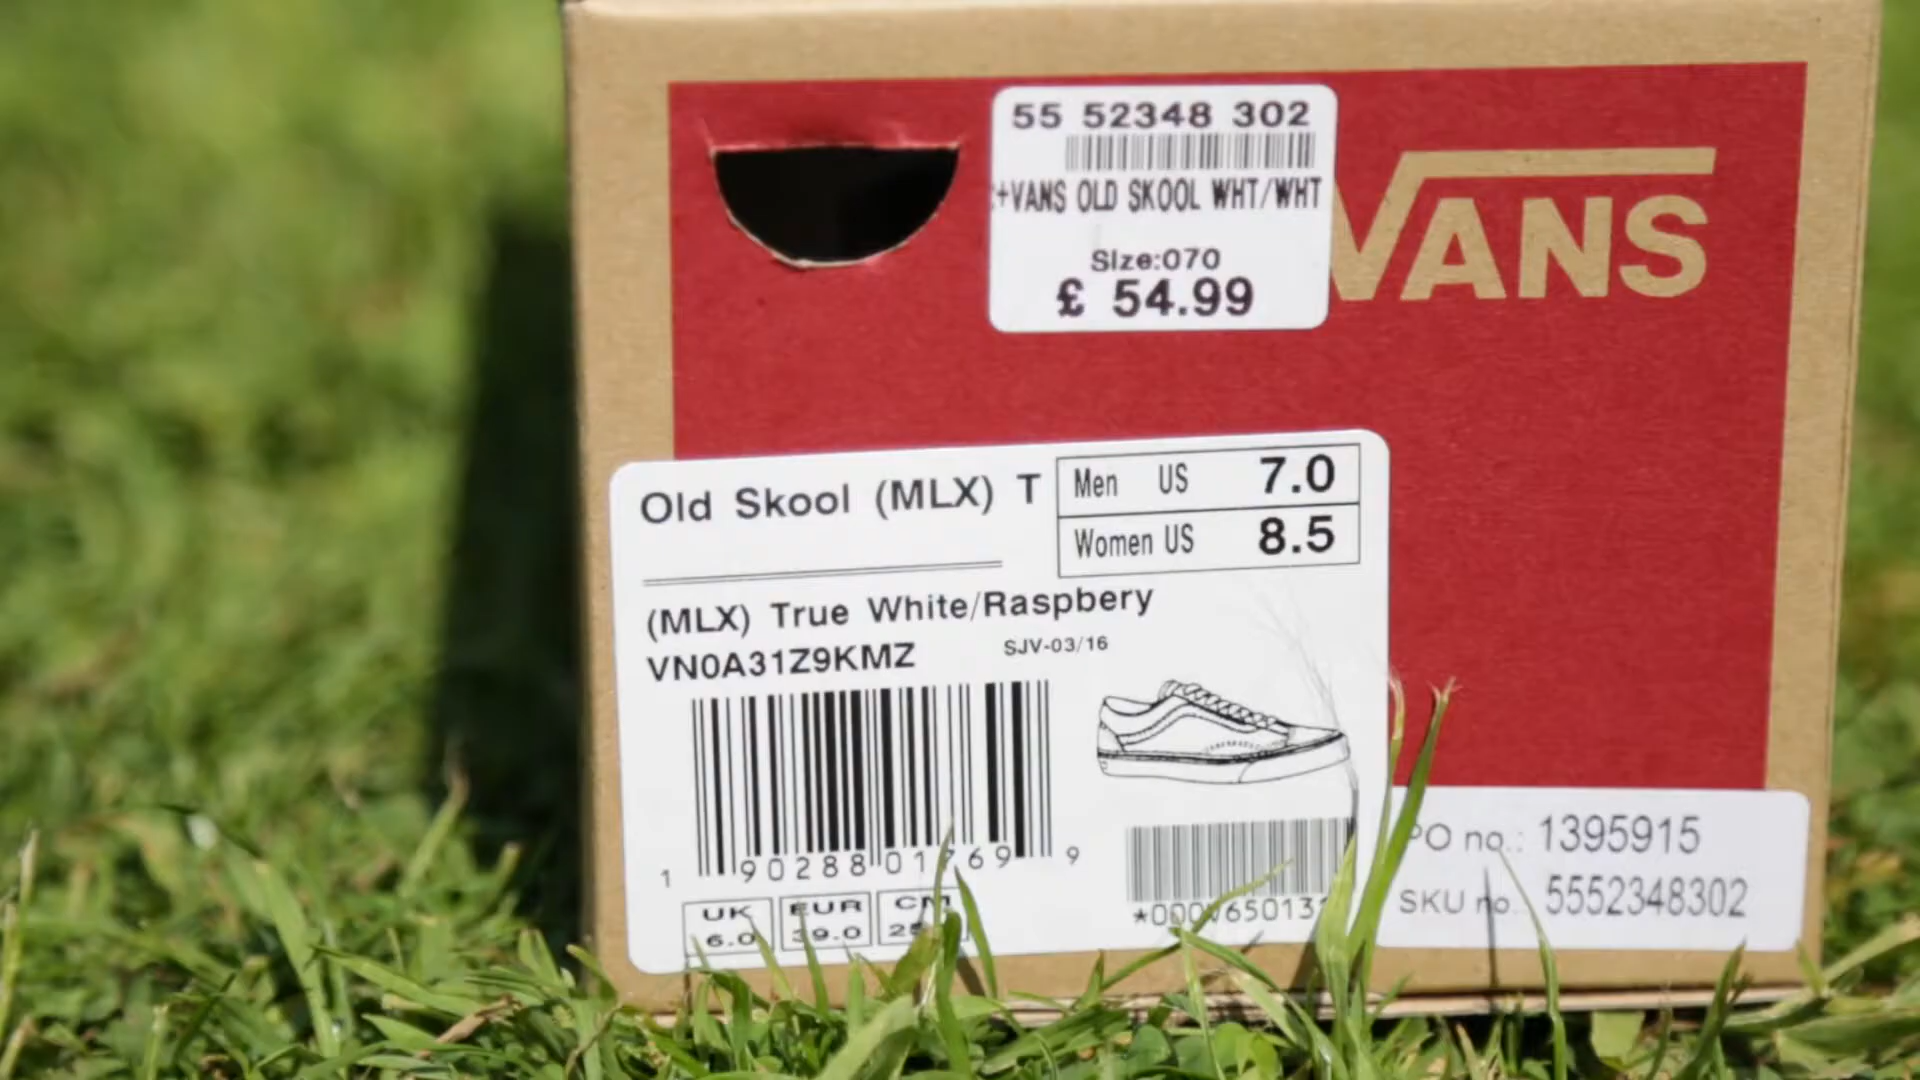 55 52348 302
+VANS OLD SKOOL WHT/WHT
Size:070
£ 54.99
VANS
Old Skool (MLX) T
Men US 7.0
Women US 8.5
(MLX) True White/Raspbery
VN0A31Z9KMZ
SJV-03/16
UK EUR CM
6.0 39.0
PO no.: 1395915
SKU no.: 5552348302